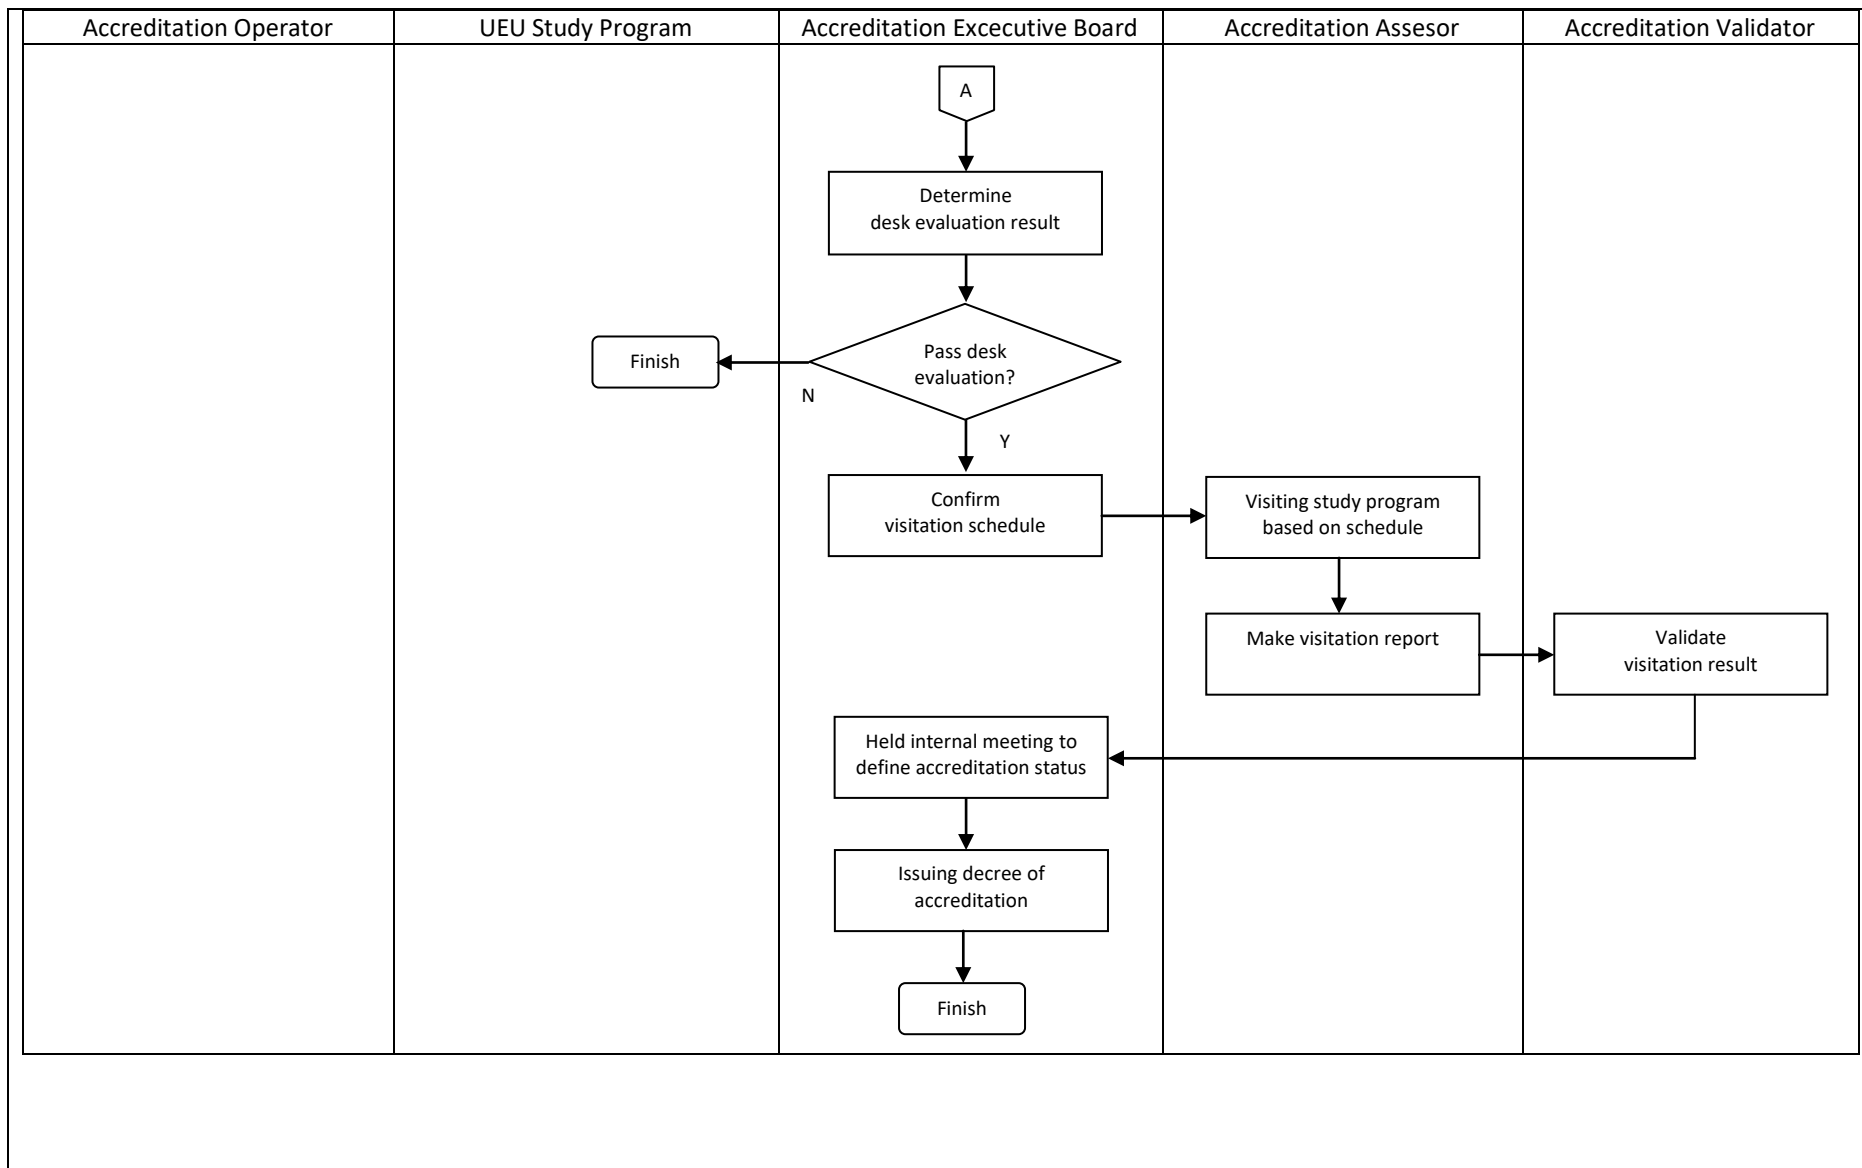 Accreditation Operator
UEU Study Program
Accreditation Excecutive Board
Accreditation Assesor
Accreditation Validator
A
Determine
desk evaluation result
Pass desk
evaluation?
Finish
N
Y
Confirm
visitation schedule
Visiting study program
based on schedule
Make visitation report
Validate
visitation result
Held internal meeting to
define accreditation status
Issuing decree of
accreditation
Finish